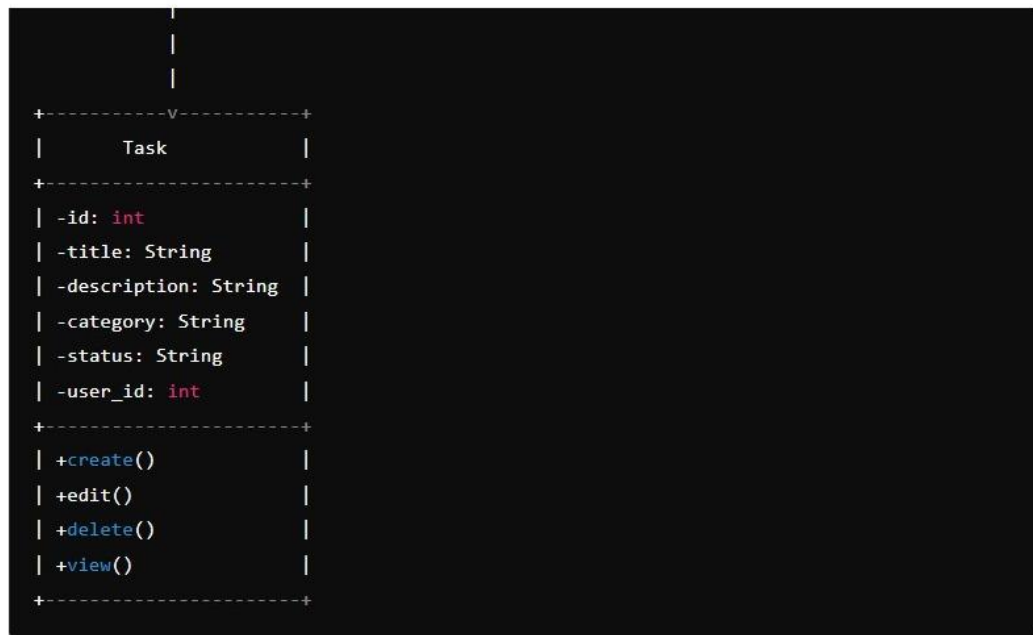 |
|
|
+-----------v-----------+
|       Task            |
+-----------------------+
| -id: int              |
| -title: String        |
| -description: String  |
| -category: String     |
| -status: String       |
| -user_id: int         |
+-----------------------+
| +create()             |
| +edit()               |
| +delete()             |
| +view()               |
+-----------------------+